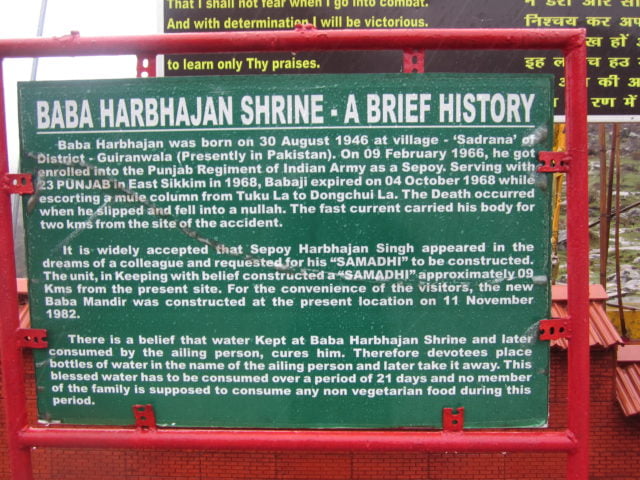 That I shall not fear when I go into combat.
And with determination I will be victorious.
to learn only Thy praises.
निश्चय कर
BABA HARBHAJAN SHRINE - A BRIEF HISTORY
Baba Harbhajan was born on 30 August 1946 at village - 'Sadrana' of
District - Guiranwala (Presently in Pakistan). On 09 February 1966, he got
enrolled into the Punjab Regiment of Indian Army as a Sepoy. Serving with
23 PUNJAB in East Sikkim in 1968, Babaji expired on 04 October 1968 while
escorting a mule column from Tuku La to Dongchui La. The Death occurred
when he slipped and fell into a nullah. The fast current carried his body for
two kms from the site of the accident.
It is widely accepted that Sepoy Harbhajan Singh appeared in the
dreams of a colleague and requested for his "SAMADHI" to be constructed.
The unit, in Keeping with belief constructed a "SAMADHI" approximately 09
Kms from the present site. For the convenience of the visitors, the new
Baba Mandir was constructed at the present location on 11 November
1982.
There is a belief that water Kept at Baba Harbhajan Shrine and later
consumed by the ailing person, cures him. Therefore devotees place
bottles of water in the name of the ailing person and later take it away. This
blessed water has to be consumed over a period of 21 days and no member
of the family is supposed to consume any non vegetarian food during this
period.